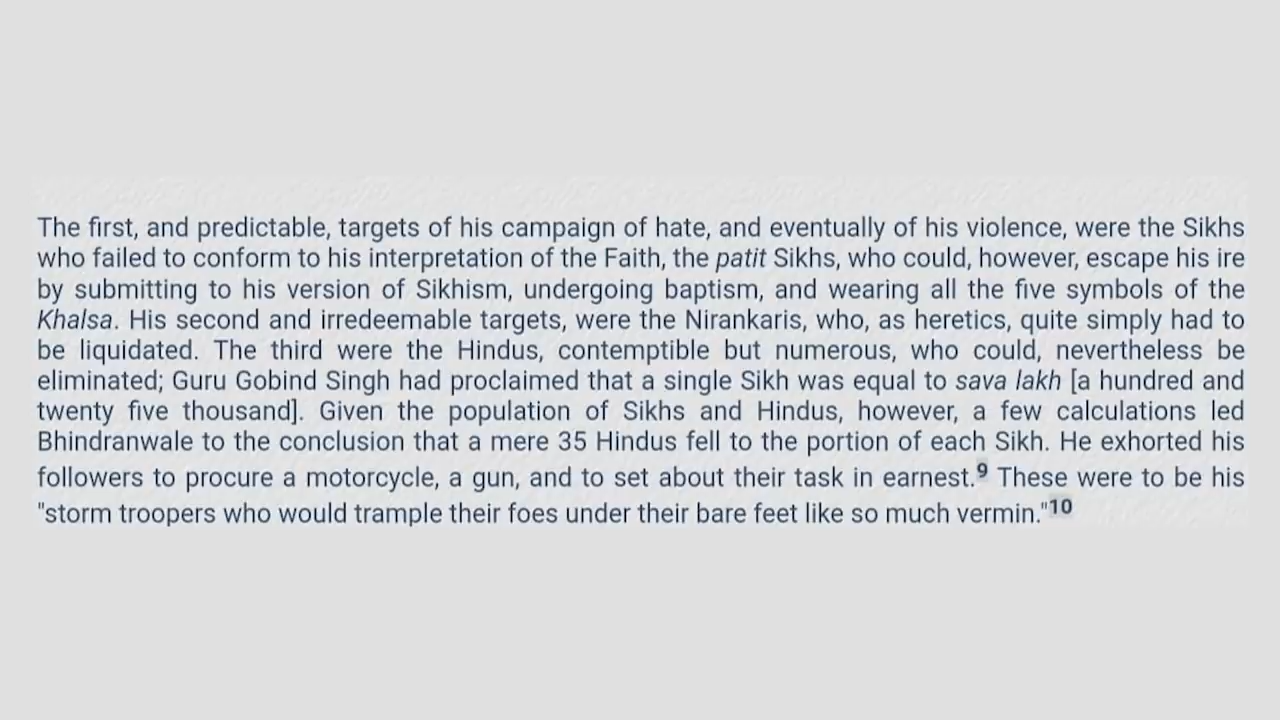 The first, and predictable, targets of his campaign of hate, and eventually of his violence, were the Sikhs
who failed to conform to his interpretation of the Faith, the patit Sikhs, who could, however, escape his ire
by submitting to his version of Sikhism, undergoing baptism, and wearing all the five symbols of the
Khalsa. His second and irredeemable targets, were the Nirankaris, who, as heretics, quite simply had to
be liquidated. The third were the Hindus, contemptible but numerous, who could, nevertheless be
eliminated; Guru Gobind Singh had proclaimed that a single Sikh was equal to sava lakh [a hundred and
twenty five thousand]. Given the population of Sikhs and Hindus, however, a few calculations led
Bhindranwale to the conclusion that a mere 35 Hindus fell to the portion of each Sikh. He exhorted his
followers to procure a motorcycle, a gun, and to set about their task in earnest.9 These were to be his
"storm troopers who would trample their foes under their bare feet like so much vermin."10